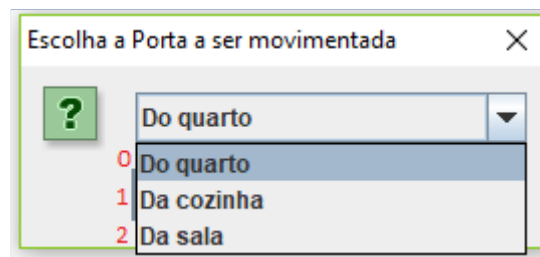 Escolha a Porta a ser movimentada
?
Do quarto
0 Do quarto
1 Da cozinha
2 Da sala